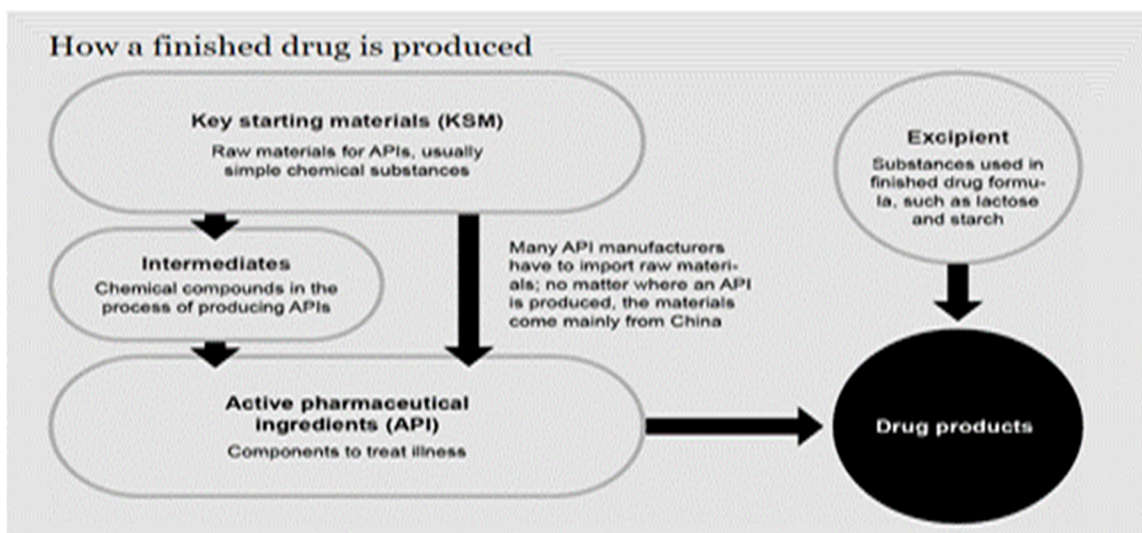 How a finished drug is produced
Key starting materials (KSM)
Raw materials for APIs, usually
simple chemical substances
Excipient
Substances used in
finished drug formu-
la, such as lactose
and starch
Intermediates
Chemical compounds in the
process of producing APIs
Many API manufacturers
have to import raw materi-
als; no matter where an API
is produced, the materials
come mainly from China
Active pharmaceutical
ingredients (API)
Components to treat illness
Drug products